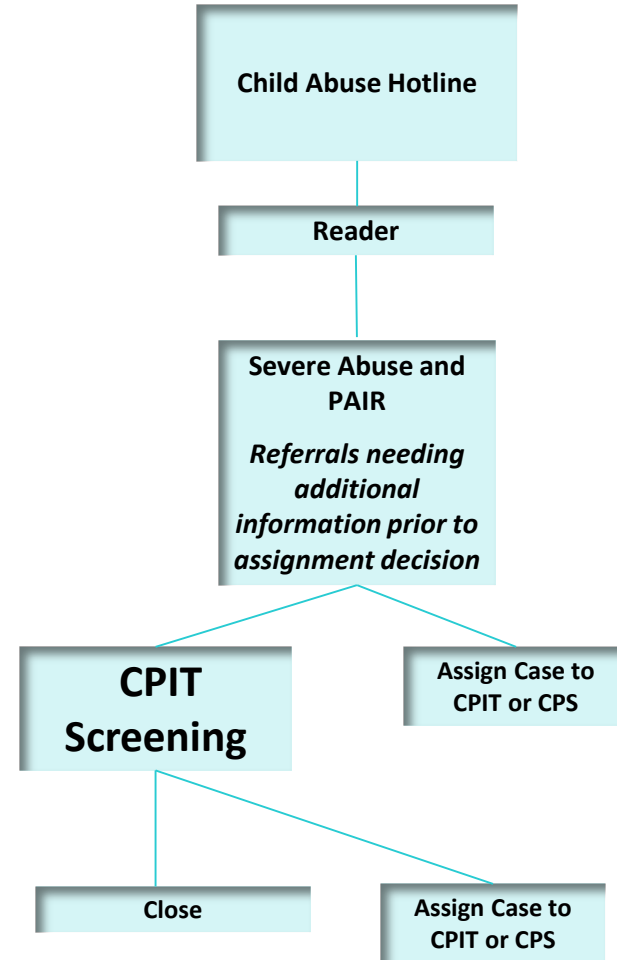 Child Abuse Hotline
Reader
Severe Abuse and
PAIR
Referrals needing
additional
information prior to
assignment decision
CPIT
Screening
Assign Case to
CPIT or CPS
Close
Assign Case to
CPIT or CPS